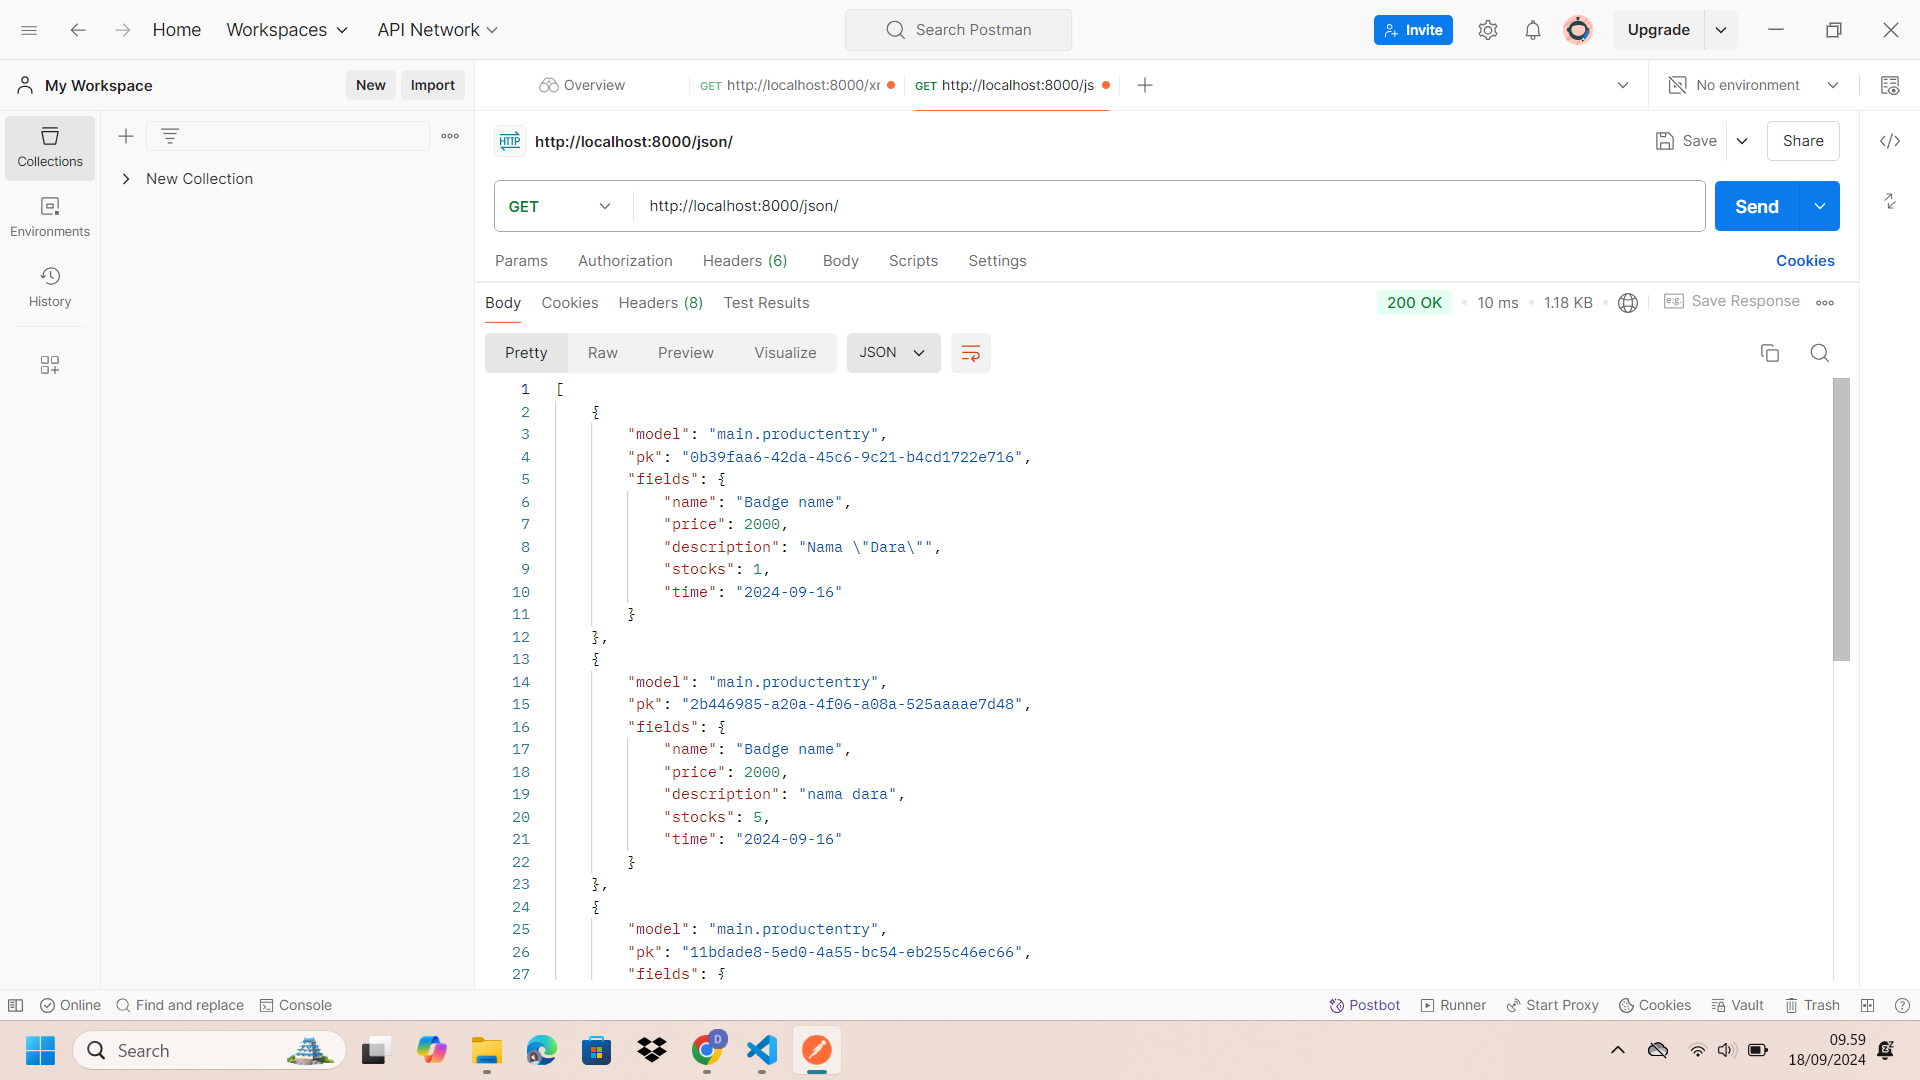 Home Workspaces API Network Search Postman Invite Upgrade
My Workspace New Import Overview GET http://localhost:8000/xr GET http://localhost:8000/js No environment
Collections
Environments
History
New Collection
HTTP http://localhost:8000/json/ Save Share
GET http://localhost:8000/json/ Send
Params Authorization Headers (6) Body Scripts Settings Cookies
Body Cookies Headers (8) Test Results 200 OK 10 ms 1.18 KB e.g. Save Response
Pretty Raw Preview Visualize JSON
1 [
2 {
3 "model": "main.productentry",
4 "pk": "0b39faa6-42da-45c6-9c21-b4cd1722e716",
5 "fields": {
6 "name": "Badge name",
7 "price": 2000,
8 "description": "Nama \"Dara\"",
9 "stocks": 1,
10 "time": "2024-09-16"
11 }
12 },
13 {
14 "model": "main.productentry",
15 "pk": "2b446985-a20a-4f06-a08a-525aaaae7d48",
16 "fields": {
17 "name": "Badge name",
18 "price": 2000,
19 "description": "nama dara",
20 "stocks": 5,
21 "time": "2024-09-16"
22 }
23 },
24 {
25 "model": "main.productentry",
26 "pk": "11bdade8-5ed0-4a55-bc54-eb255c46ec66",
27 "fields": {
Online Find and replace Console Postbot Runner Start Proxy Cookies Vault Trash
Search D 09.59
18/09/2024